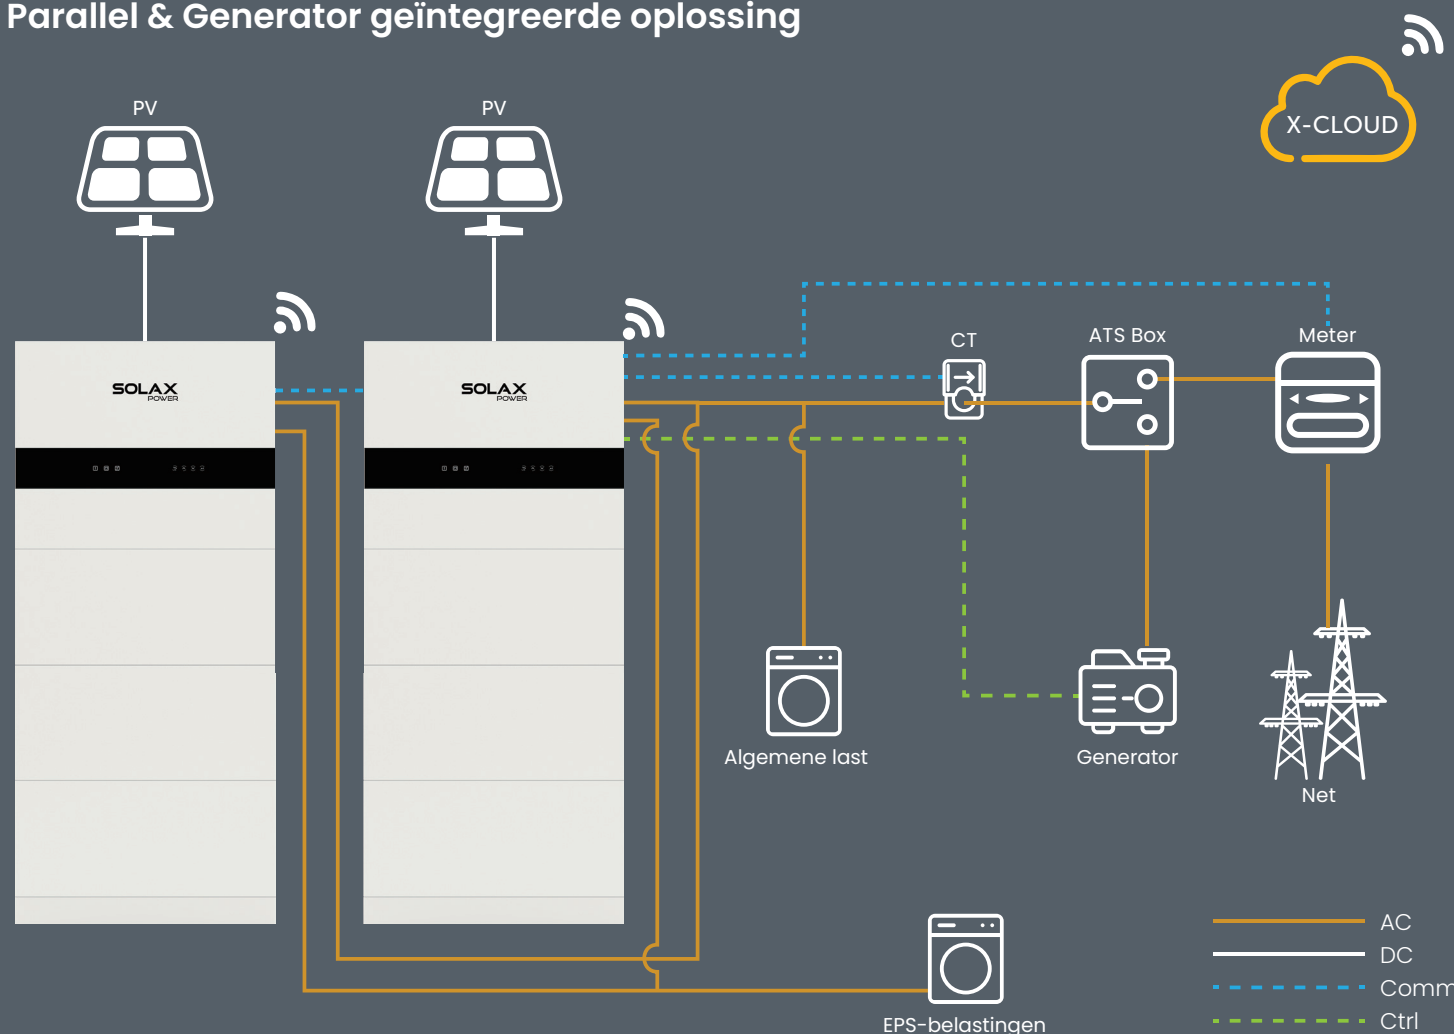 Parallel & Generator geïntegreerde oplossing
X-CLOUD
PV
PV
CT
ATS Box
Meter
SOLAX
POWER
SOLAX
POWER
Algemene last
Generator
Net
AC
DC
Comm
Ctrl
EPS-belastingen